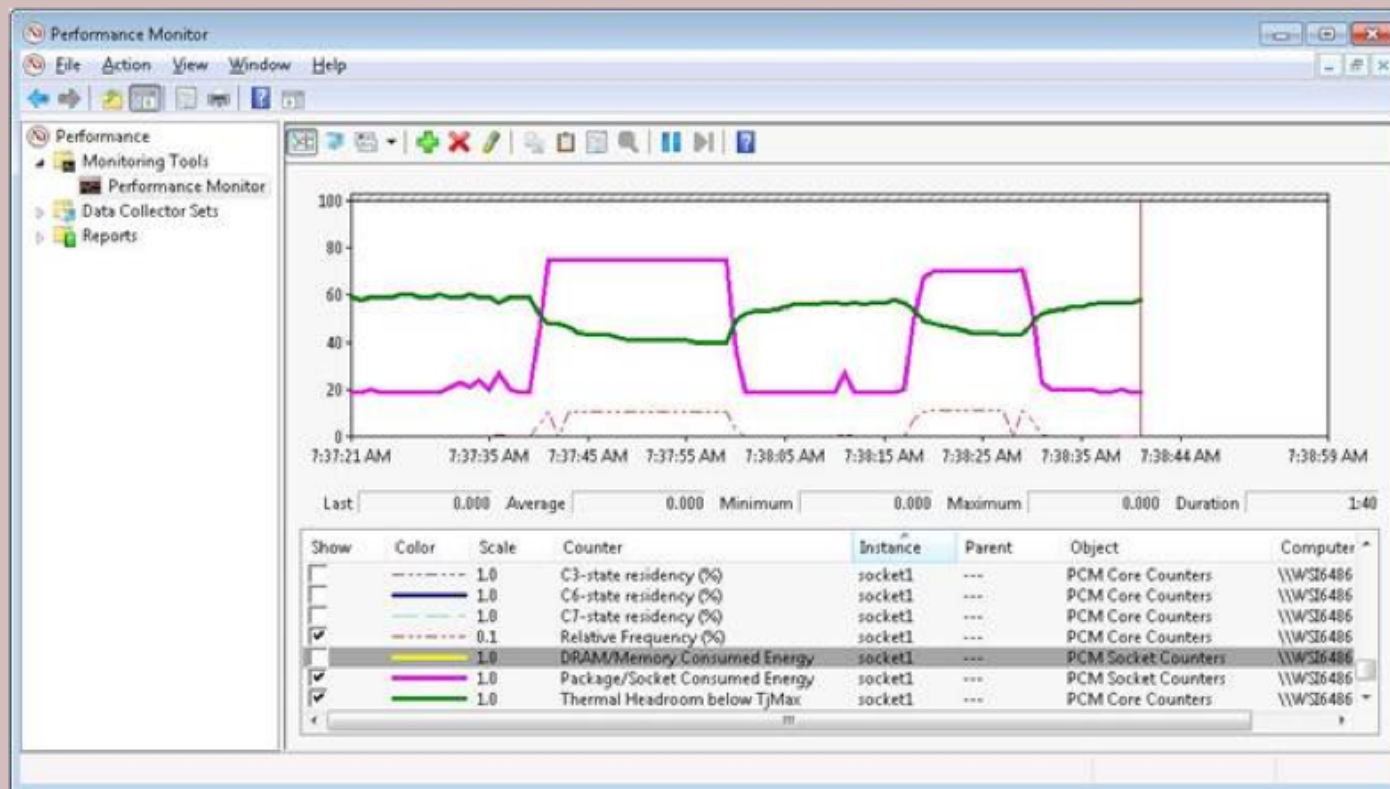 Performance Monitor
File Action View Window Help
Performance
Monitoring Tools
Performance Monitor
Data Collector Sets
Reports
100
80
60
40
20
0
7:37:21 AM 7:37:35 AM 7:37:45 AM 7:37:55 AM 7:38:05 AM 7:38:15 AM 7:38:25 AM 7:38:35 AM 7:38:44 AM 7:38:59 AM
Last 0.000 Average 0.000 Minimum 0.000 Maximum 0.000 Duration 1:40
Show Color Scale Counter Instance Parent Object Computer
1.0 C3-state residency (%) socket1 --- PCM Core Counters \\WSI6486
1.0 C6-state residency (%) socket1 --- PCM Core Counters \\WSI6486
1.0 C7-state residency (%) socket1 --- PCM Core Counters \\WSI6486
0.1 Relative Frequency (%) socket1 --- PCM Core Counters \\WSI6486
1.0 DRAM/Memory Consumed Energy socket1 --- PCM Socket Counters \\WSI6486
1.0 Package/Socket Consumed Energy socket1 --- PCM Socket Counters \\WSI6486
1.0 Thermal Headroom below TjMax socket1 --- PCM Core Counters \\WSI6486